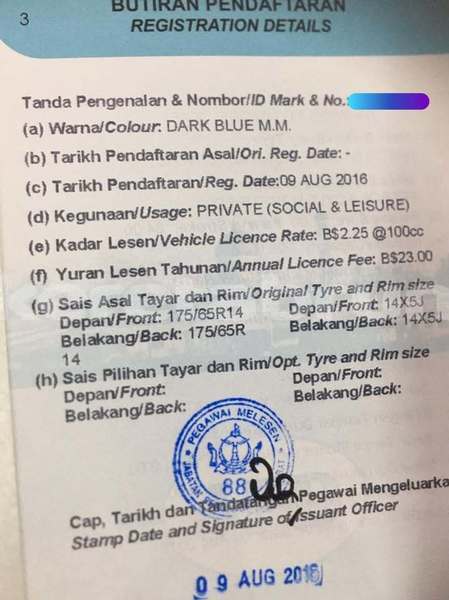 3
BUTIRAN PENDAFTARAN
REGISTRATION DETAILS
Tanda Pengenalan & Nombor/ID Mark & No.:
(a) Warna/Colour: DARK BLUE M.M.
(b) Tarikh Pendaftaran Asal/Ori. Reg. Date: -
(c) Tarikh Pendaftaran/Reg. Date:09 AUG 2016
(d) Kegunaan/Usage: PRIVATE (SOCIAL & LEISURE)
(e) Kadar Lesen/Vehicle Licence Rate: B$2.25 @100cc
(f) Yuran Lesen Tahunan/Annual Licence Fee: B$23.00
(g) Sais Asal Tayar dan Rim/Original Tyre and Rim size
Depan/Front: 175/65R14 Depan/Front: 14X5J
Belakang/Back: 175/65R Belakang/Back: 14X5J
14
(h) Sais Pilihan Tayar dan Rim/Opt. Tyre and Rim size
Depan/Front: Depan/Front:
Belakang/Back: Belakang/Back:
PEGAWAI MELESEN
JABATAN
88
Cap, Tarikh dan Tandatangan Pegawai Mengeluarka
Stamp Date and Signature of Issuant Officer
09 AUG 2016